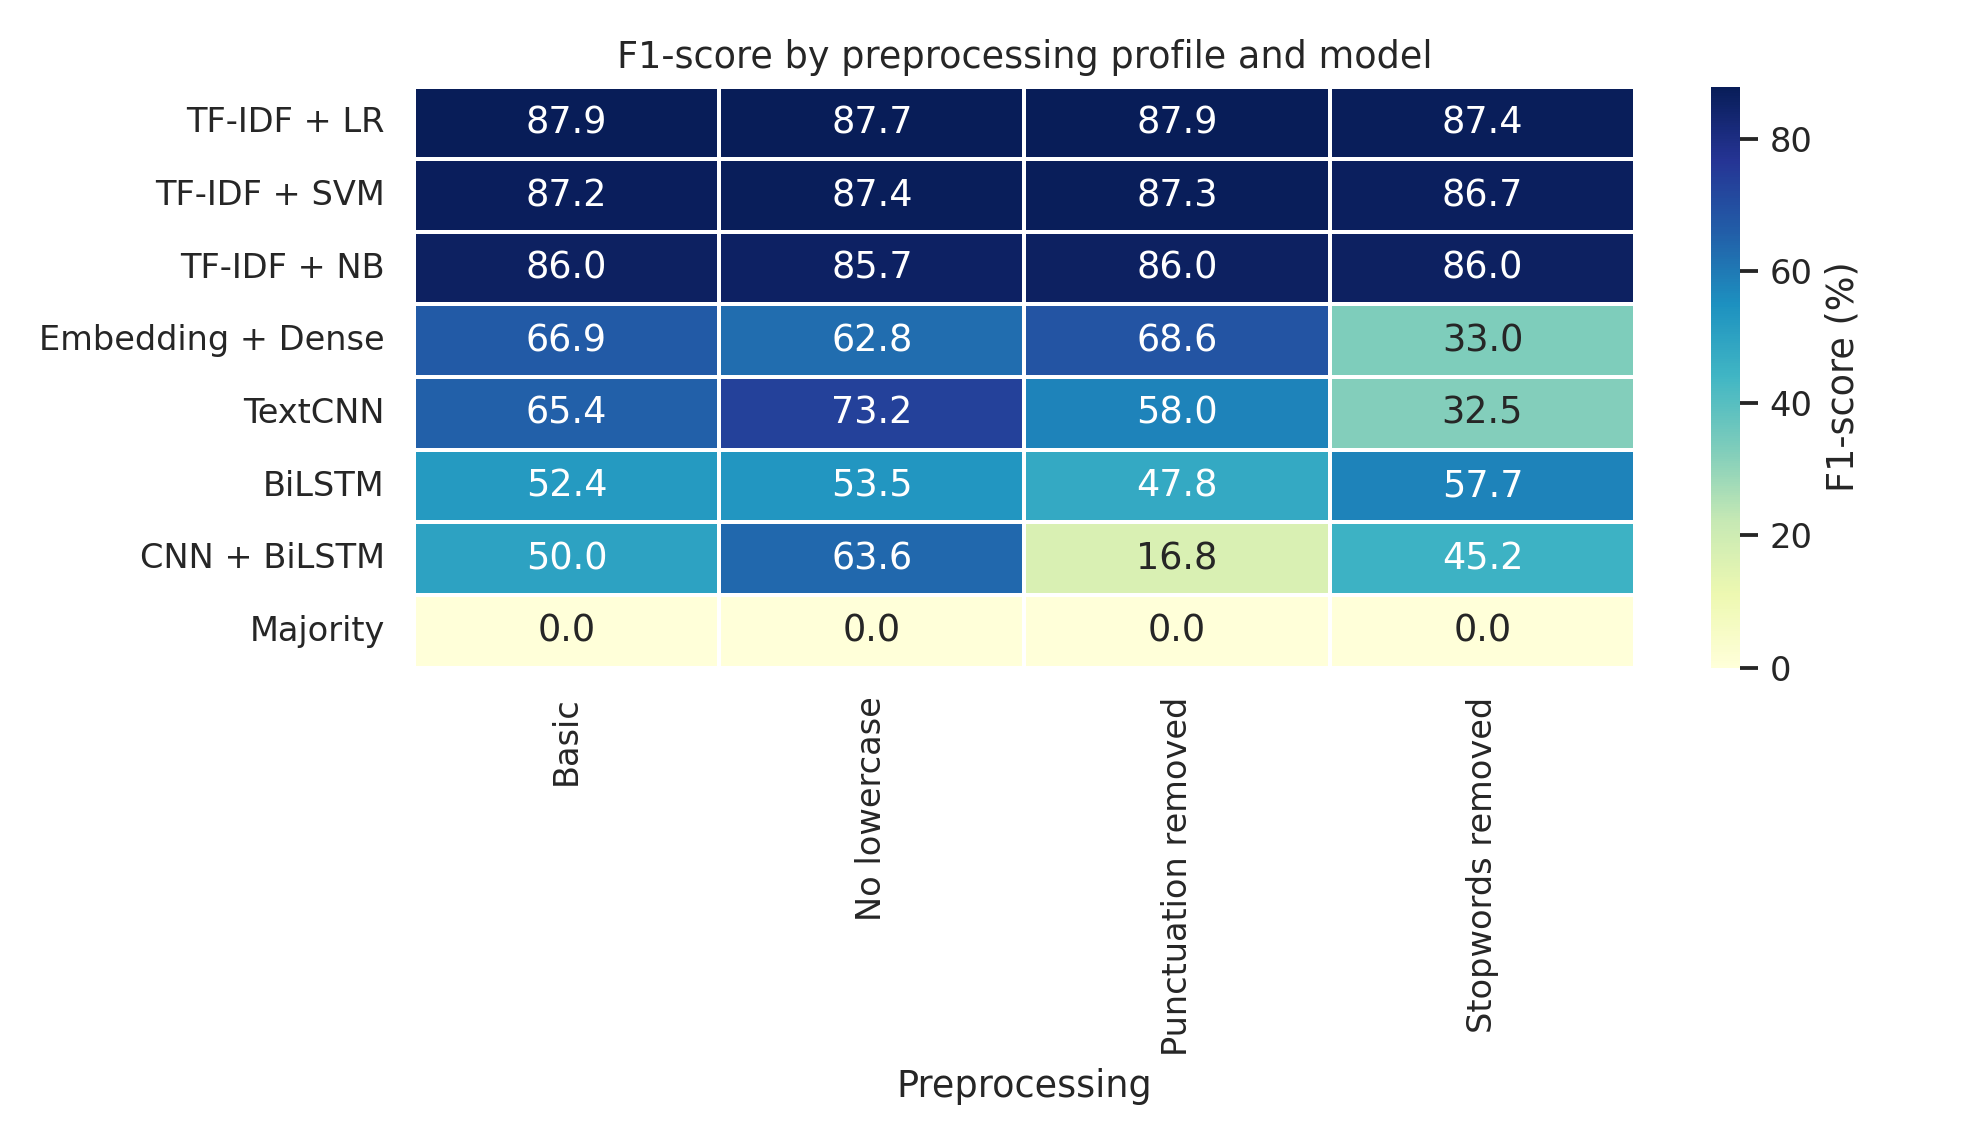 F1-score by preprocessing profile and model
TF-IDF + LR 87.9 87.7 87.9 87.4
TF-IDF + SVM 87.2 87.4 87.3 86.7
TF-IDF + NB 86.0 85.7 86.0 86.0
Embedding + Dense 66.9 62.8 68.6 33.0
TextCNN 65.4 73.2 58.0 32.5
BiLSTM 52.4 53.5 47.8 57.7
CNN + BiLSTM 50.0 63.6 16.8 45.2
Majority 0.0 0.0 0.0 0.0
Basic
No lowercase
Punctuation removed
Stopwords removed
Preprocessing
80
60
40
20
0
F1-score (%)